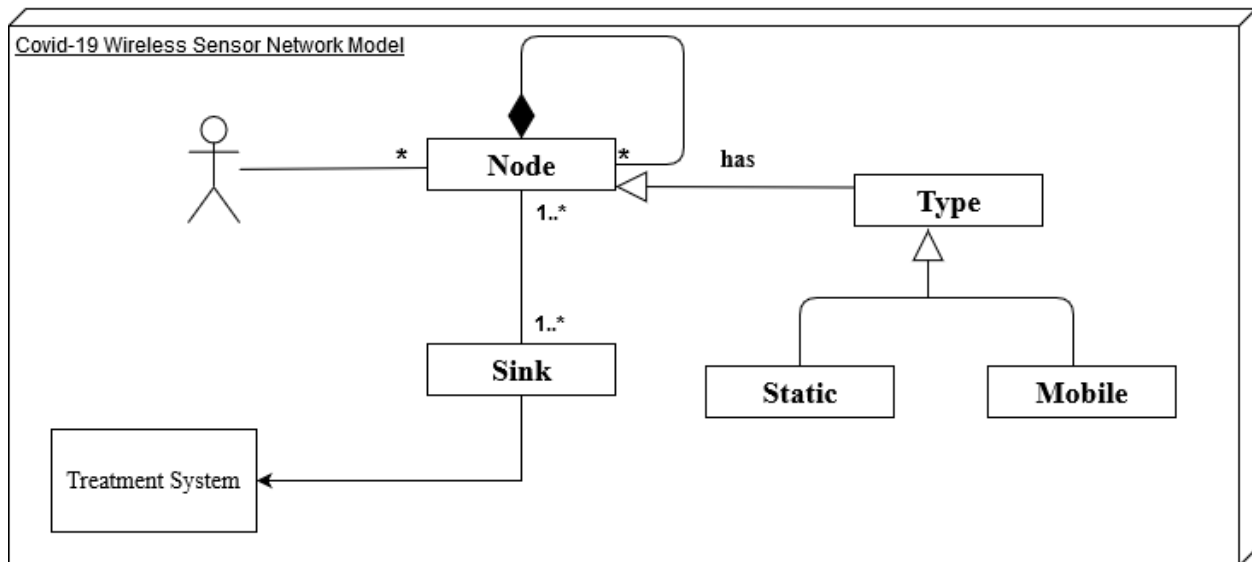 Covid-19 Wireless Sensor Network Model
*
Node
*
has
Type
1..*
1..*
Sink
Static
Mobile
Treatment System